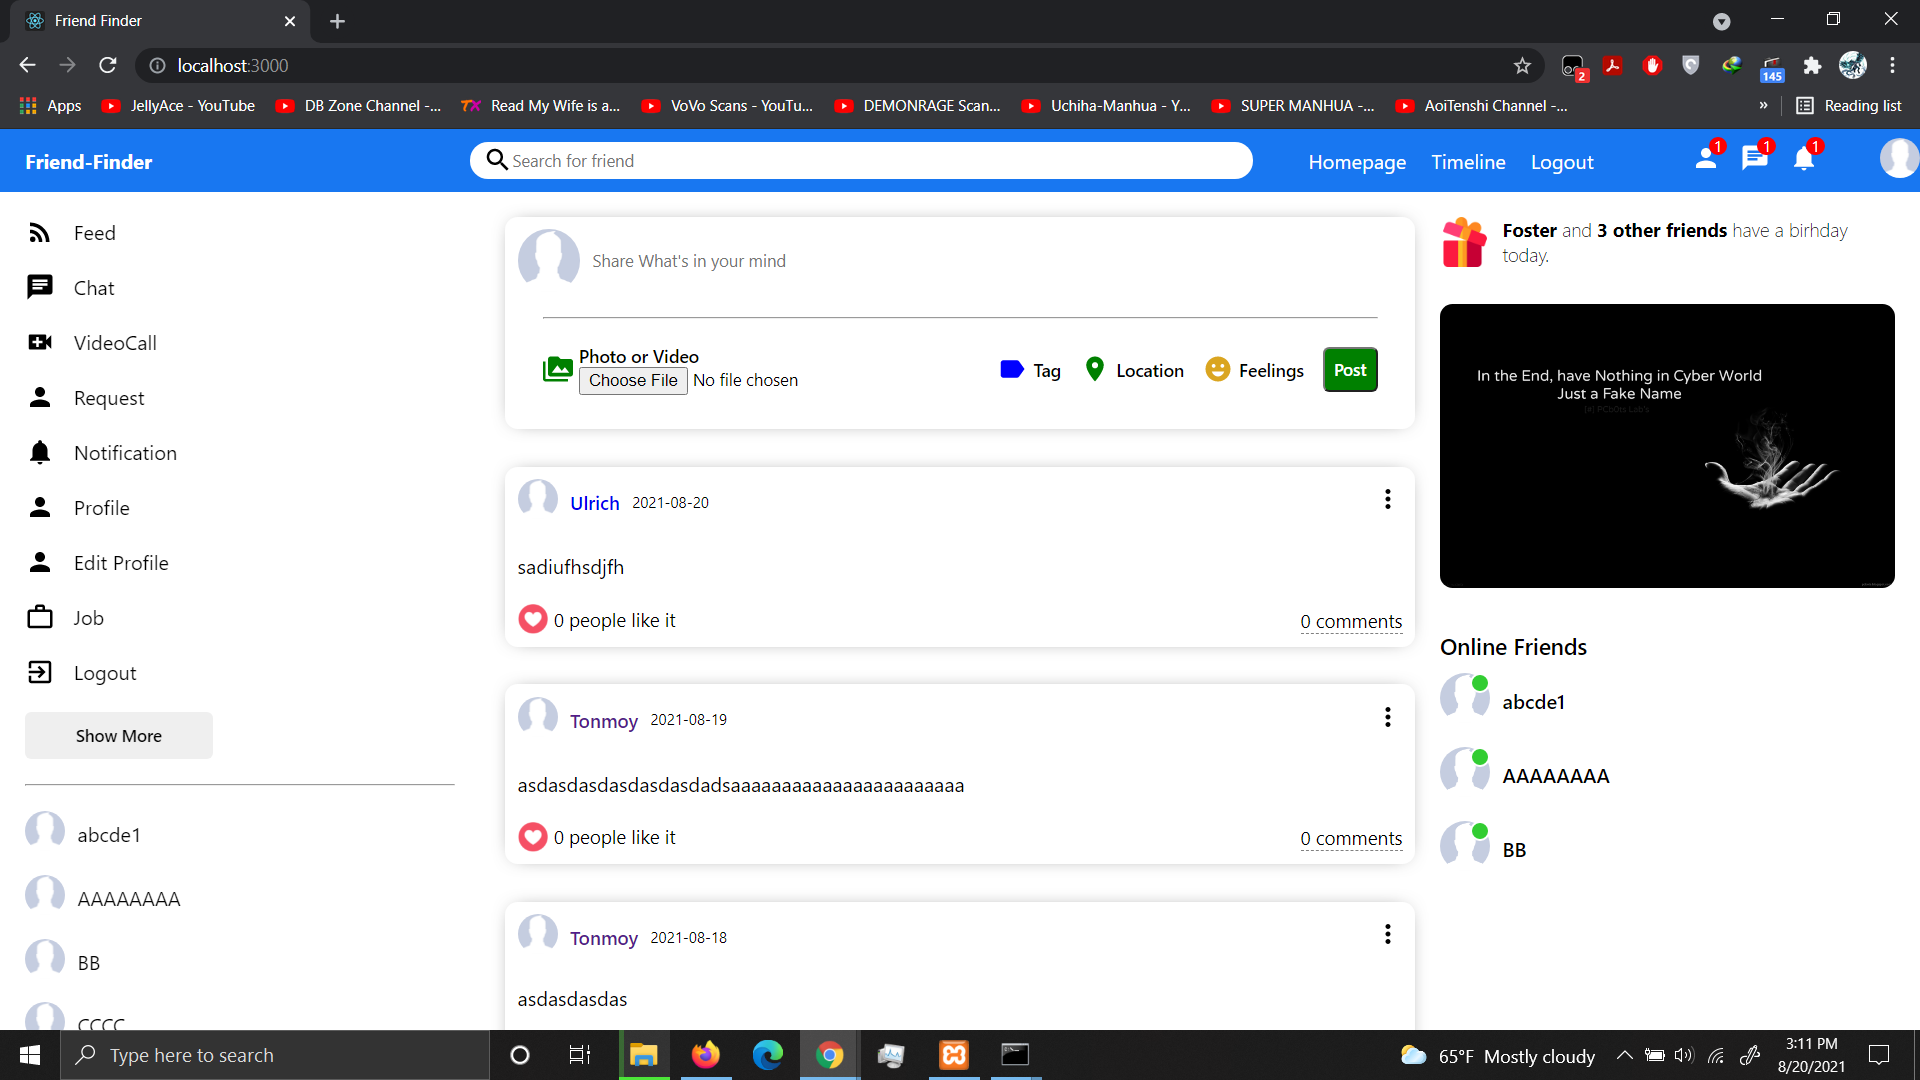 Friend Finder
localhost:3000
2
145
Apps
JellyAce - YouTube
DB Zone Channel -...
Read My Wife is a...
VoVo Scans - YouTu...
DEMONRAGE Scan...
Uchiha-Manhua - Y...
SUPER MANHUA -...
AoiTenshi Channel -...
»
Reading list
Friend-Finder
Search for friend
Homepage
Timeline
Logout
1
1
1
Feed
Chat
VideoCall
Request
Notification
Profile
Edit Profile
Job
Logout
Show More
abcde1
AAAAAAAA
BB
CCCC
Share What's in your mind
Photo or Video
Choose File No file chosen
Tag
Location
Feelings
Post
Ulrich 2021-08-20
sadiufhsdjfh
0 people like it
0 comments
Tonmoy 2021-08-19
asdasdasdasdasdasdadsaaaaaaaaaaaaaaaaaaaaaaa
0 people like it
0 comments
Tonmoy 2021-08-18
asdasdasdas
Foster and 3 other friends have a birhday
today.
In the End, have Nothing in Cyber World
Just a Fake Name
Online Friends
abcde1
AAAAAAAA
BB
Type here to search
65°F Mostly cloudy
3:11 PM
8/20/2021